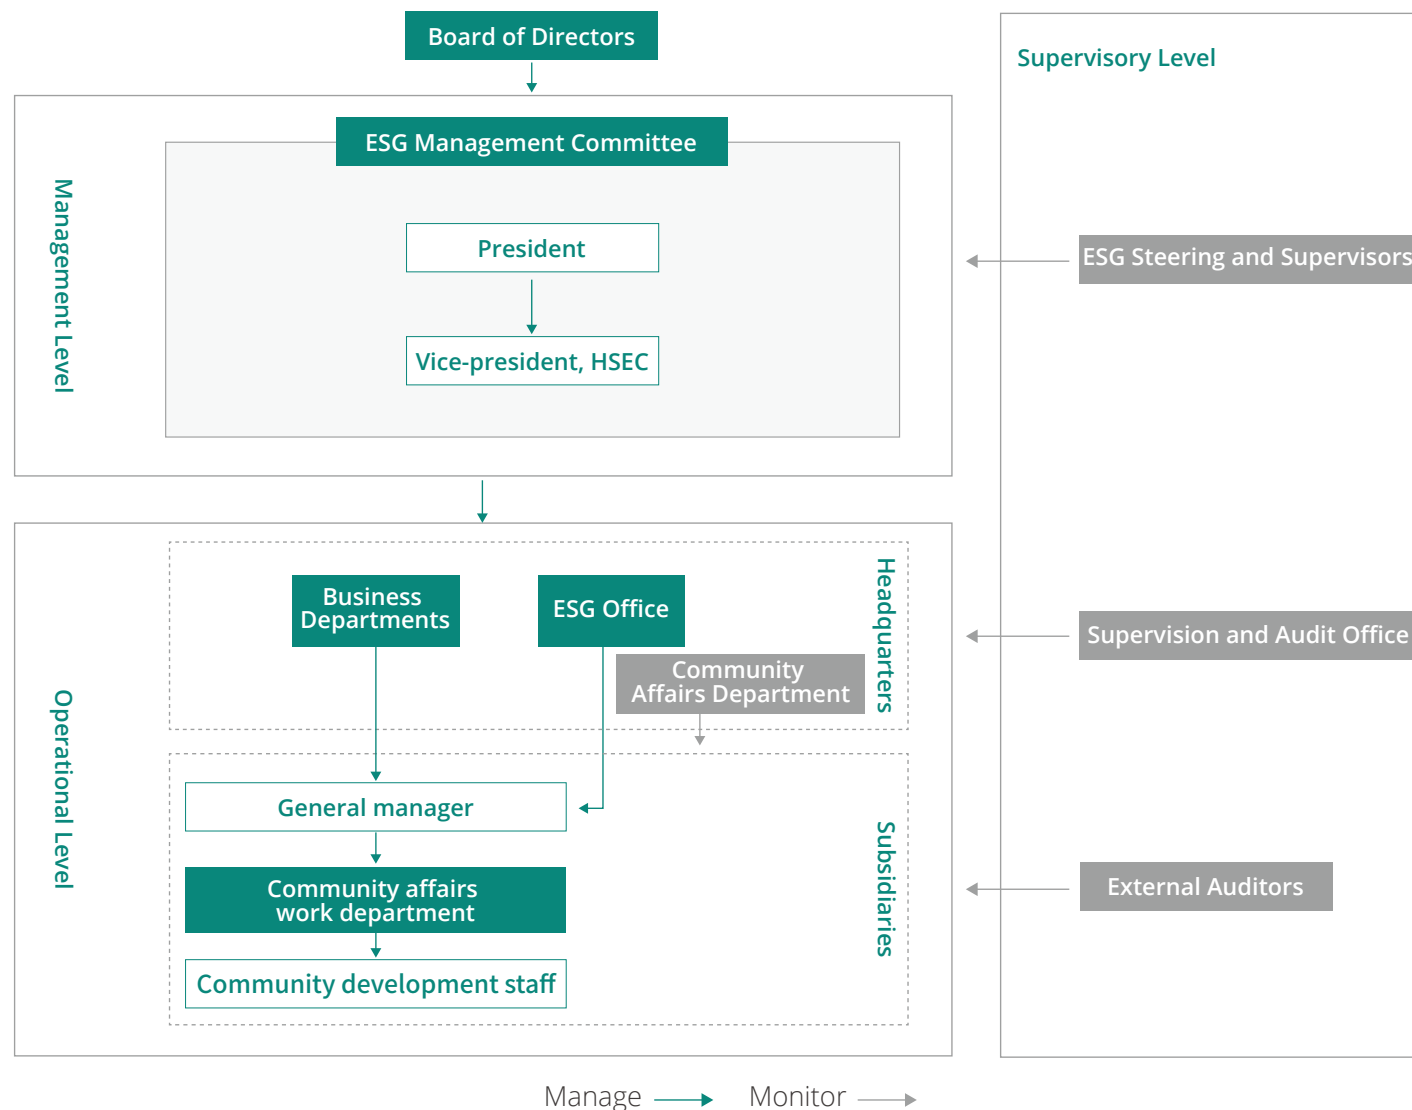 Board of Directors
Supervisory Level
ESG Management Committee
Management Level
President
ESG Steering and Supervisors
Vice-president, HSEC
Operational Level
Headquarters
Business
Departments
ESG Office
Community
Affairs Department
Supervision and Audit Office
Subsidiaries
General manager
Community affairs
work department
External Auditors
Community development staff
Manage
Monitor